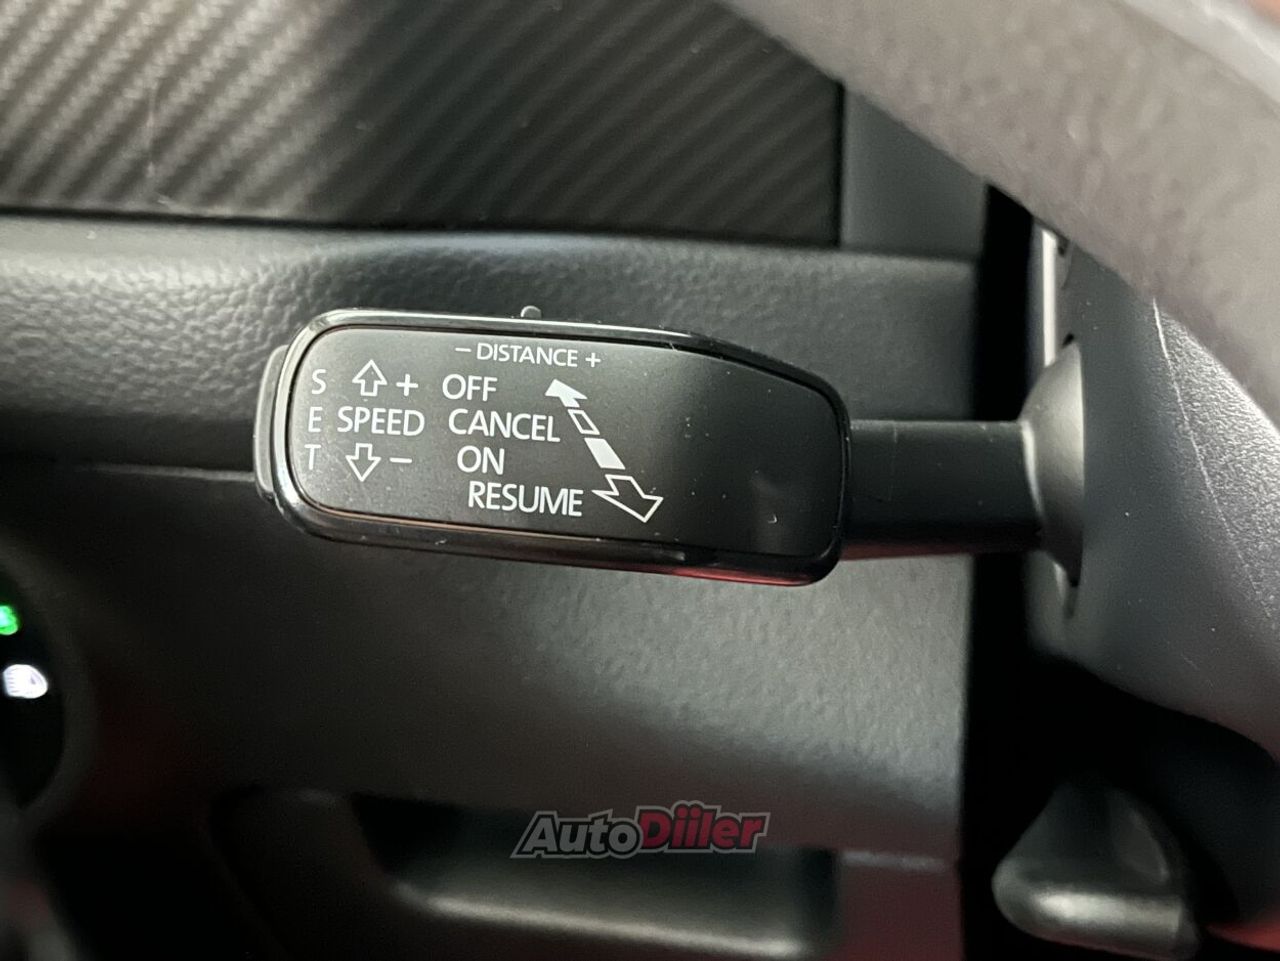 − DISTANCE +
S + OFF
E SPEED CANCEL
T − ON
RESUME
AutoDiiler